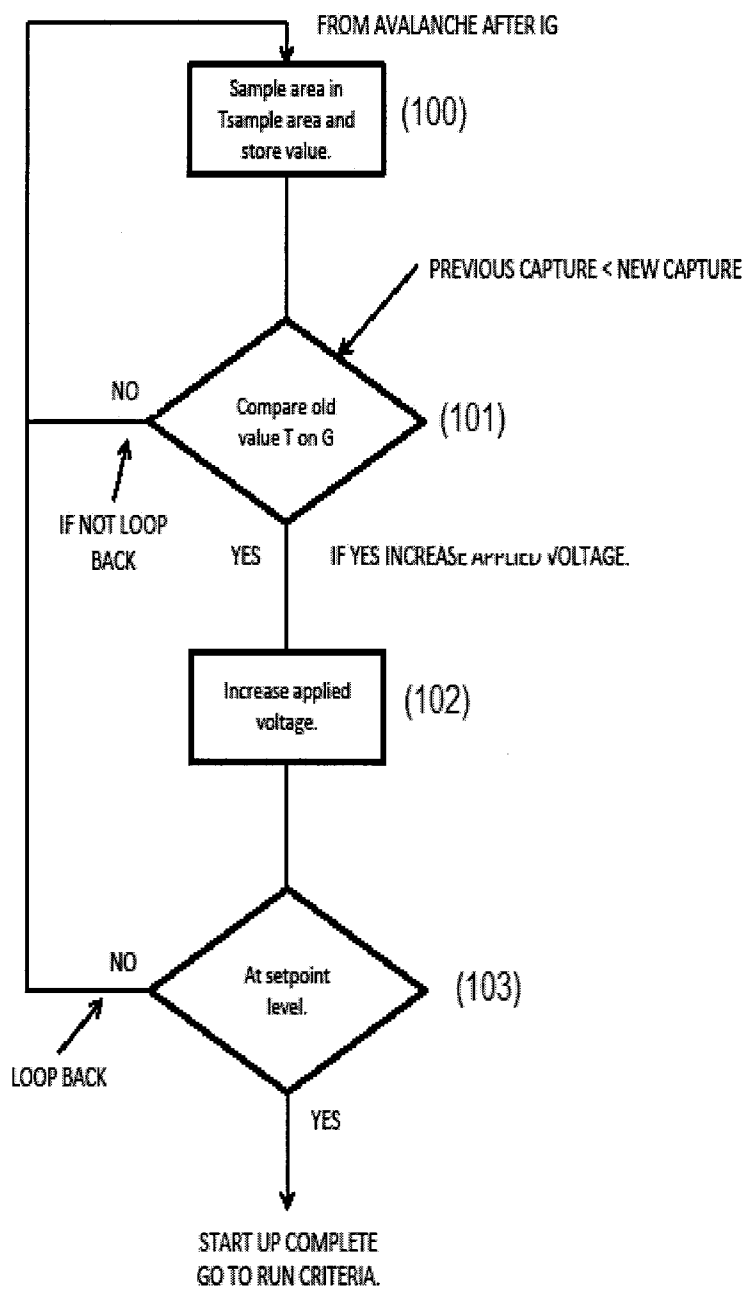 FROM AVALANCHE AFTER IG
Sample area in
Tsample area and
store value.
(100)
PREVIOUS CAPTURE < NEW CAPTURE
NO
Compare old
value T on G
(101)
IF NOT LOOP
BACK
YES
IF YES INCREASE APPLIED VOLTAGE.
Increase applied
voltage.
(102)
NO
At setpoint
level.
(103)
LOOP BACK
YES
START UP COMPLETE
GO TO RUN CRITERIA.